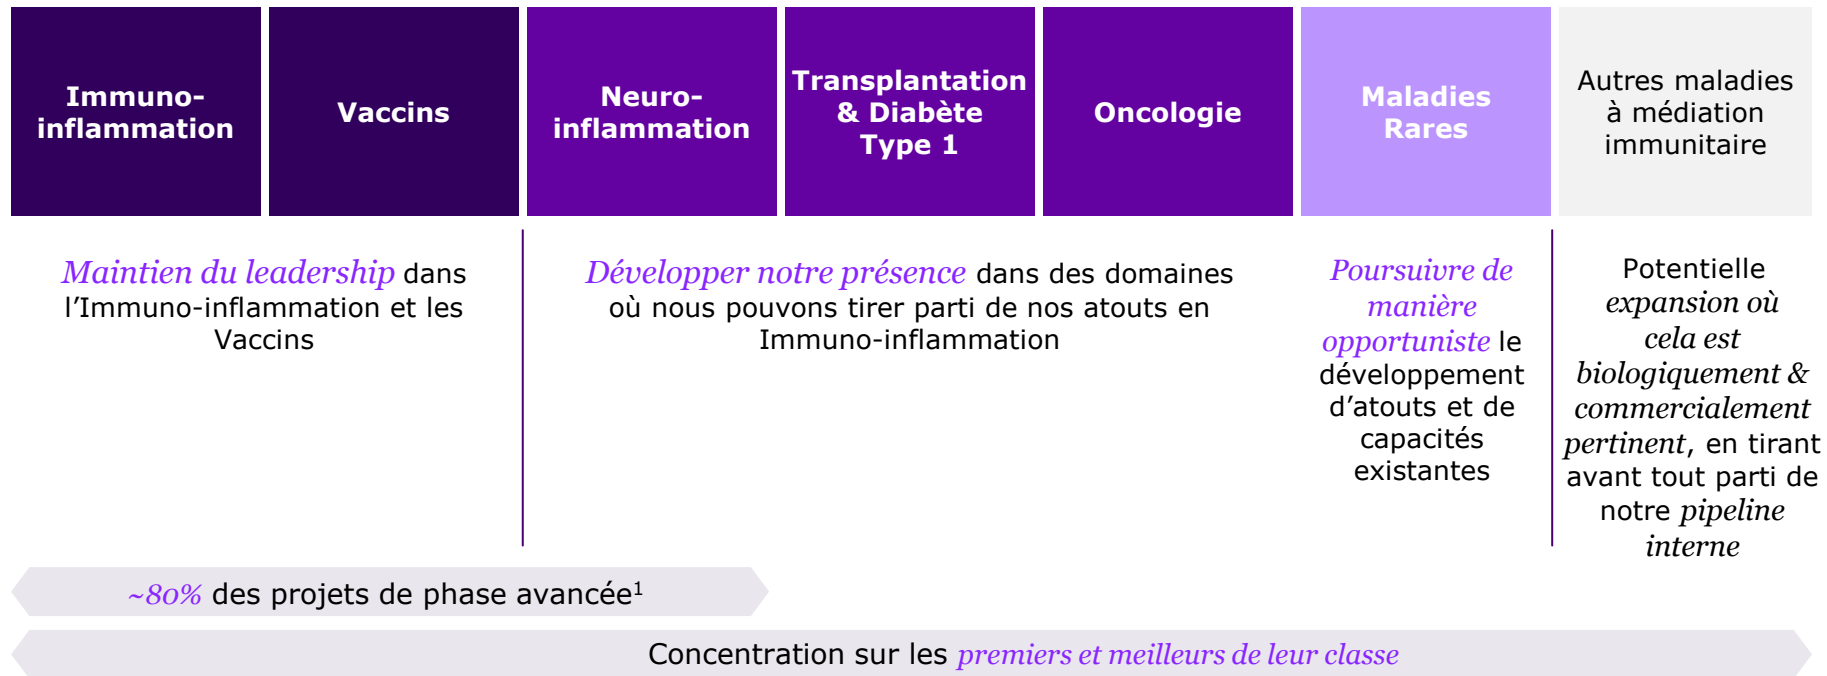 Immuno-
inflammation
Vaccins
Neuro-
inflammation
Transplantation
& Diabète
Type 1
Oncologie
Maladies
Rares
Autres maladies
à médiation
immunitaire
Maintien du leadership dans
l’Immuno-inflammation et les
Vaccins
Développer notre présence dans des domaines
où nous pouvons tirer parti de nos atouts en
Immuno-inflammation
Poursuivre de
manière
opportuniste le
développement
d’atouts et de
capacités
existantes
Potentielle
expansion où
cela est
biologiquement &
commercialement
pertinent, en tirant
avant tout parti de
notre pipeline
interne
~80% des projets de phase avancée¹
Concentration sur les premiers et meilleurs de leur classe